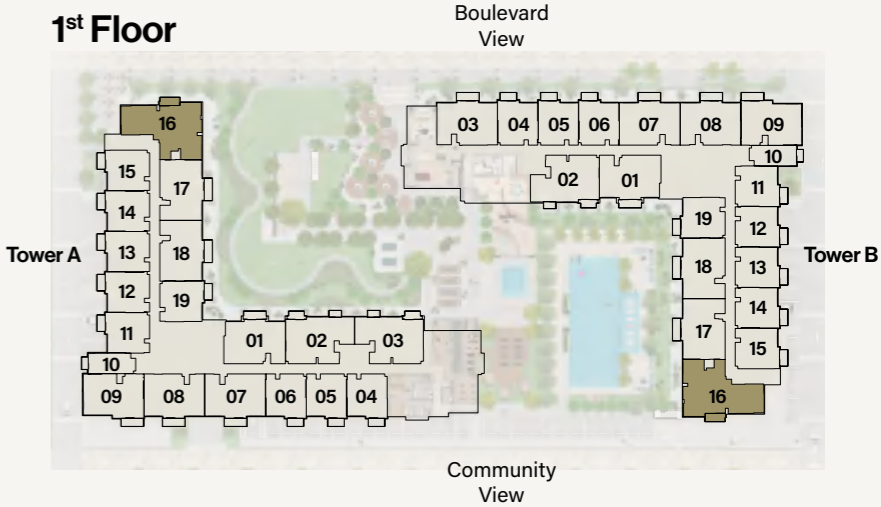 1st Floor
Boulevard
View
16
03 04 05 06 07 08 09
10
15
17
02 01
11
14
19
12
Tower A
13
18
18
13
Tower B
12
19
14
11
01 02 03
17
15
10
09 08 07 06 05 04
16
Community
View